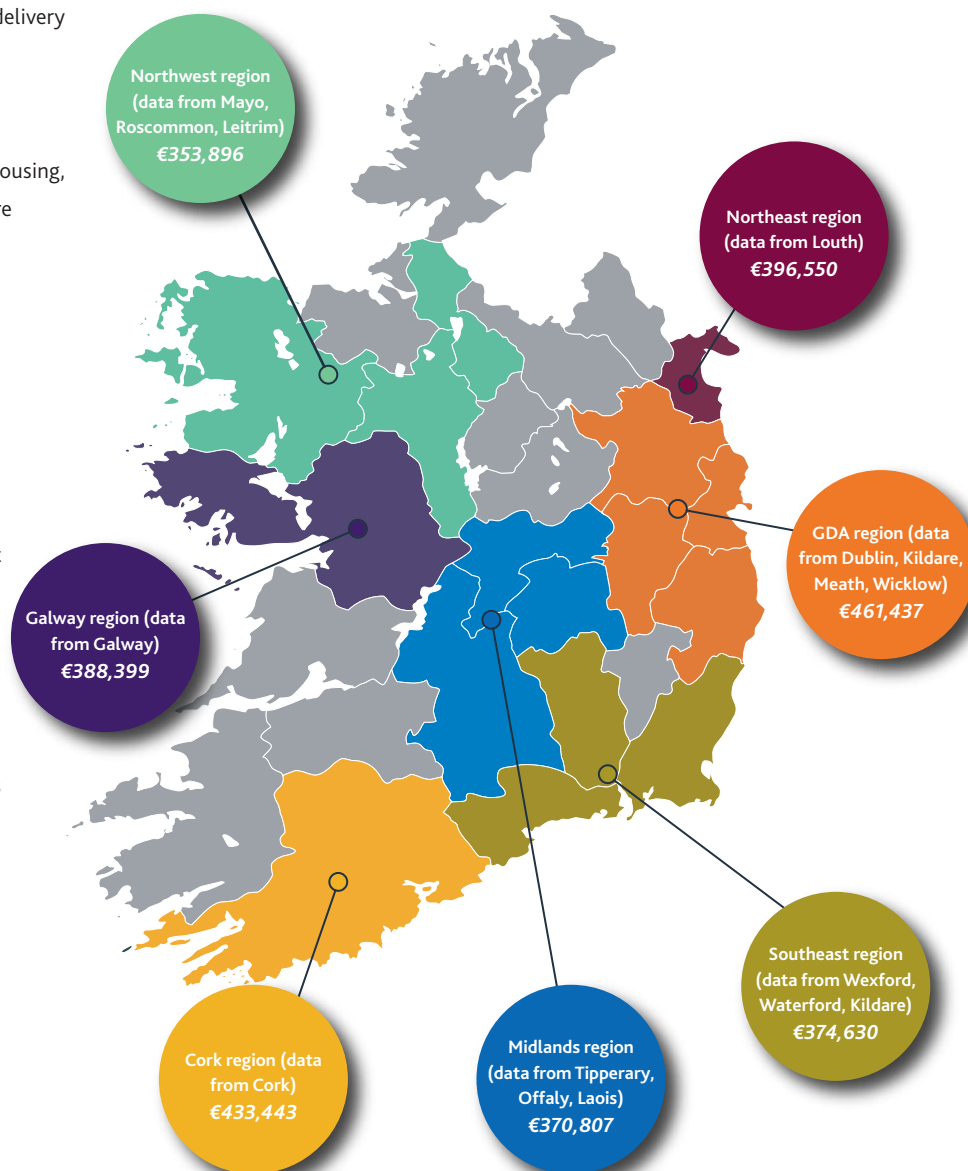 delivery
Northwest region
(data from Mayo,
Roscommon, Leitrim)
€353,896
ousing,
re
Northeast region
(data from Louth)
€396,550
GDA region (data
from Dublin, Kildare,
Meath, Wicklow)
€461,437
Galway region (data
from Galway)
€388,399
Southeast region
(data from Wexford,
Waterford, Kildare)
€374,630
Midlands region
(data from Tipperary,
Offaly, Laois)
€370,807
Cork region (data
from Cork)
€433,443